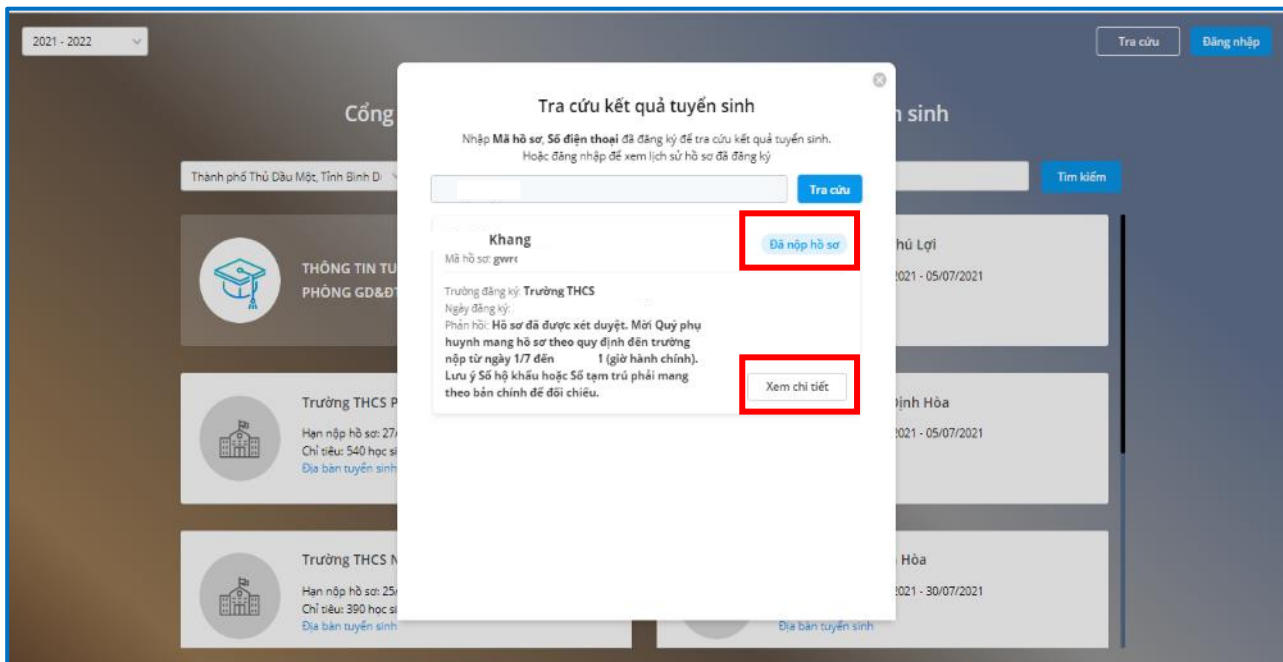 2021 - 2022
Tra cứu
Đăng nhập
Cổng
n sinh
Tra cứu kết quả tuyển sinh
Nhập Mã hồ sơ, Số điện thoại đã đăng ký để tra cứu kết quả tuyển sinh.
Hoặc đăng nhập để xem lịch sử hồ sơ đã đăng ký
Thành phố Thủ Dầu Một, Tỉnh Bình D
Tra cứu
Tìm kiếm
Khang
Đã nộp hồ sơ
Mã hồ sơ: gwrc
Trường đăng ký: Trường THCS
Ngày đăng ký:
Phản hồi: Hồ sơ đã được xét duyệt. Mời Quý phụ
huynh mang hồ sơ theo quy định đến trường
nộp từ ngày 1/7 đến 1 (giờ hành chính).
Lưu ý Sổ hộ khẩu hoặc Sổ tạm trú phải mang
theo bản chính để đối chiếu.
Xem chi tiết
THÔNG TIN TU
PHÒNG GD&ĐT
hú Lợi
2021 - 05/07/2021
Trường THCS P
Hạn nộp hồ sơ: 27/
Chỉ tiêu: 540 học si
Địa bàn tuyển sinh
Định Hòa
2021 - 05/07/2021
Trường THCS N
Hạn nộp hồ sơ: 25/
Chỉ tiêu: 390 học si
Địa bàn tuyển sinh
Hòa
2021 - 30/07/2021
Địa bàn tuyển sinh